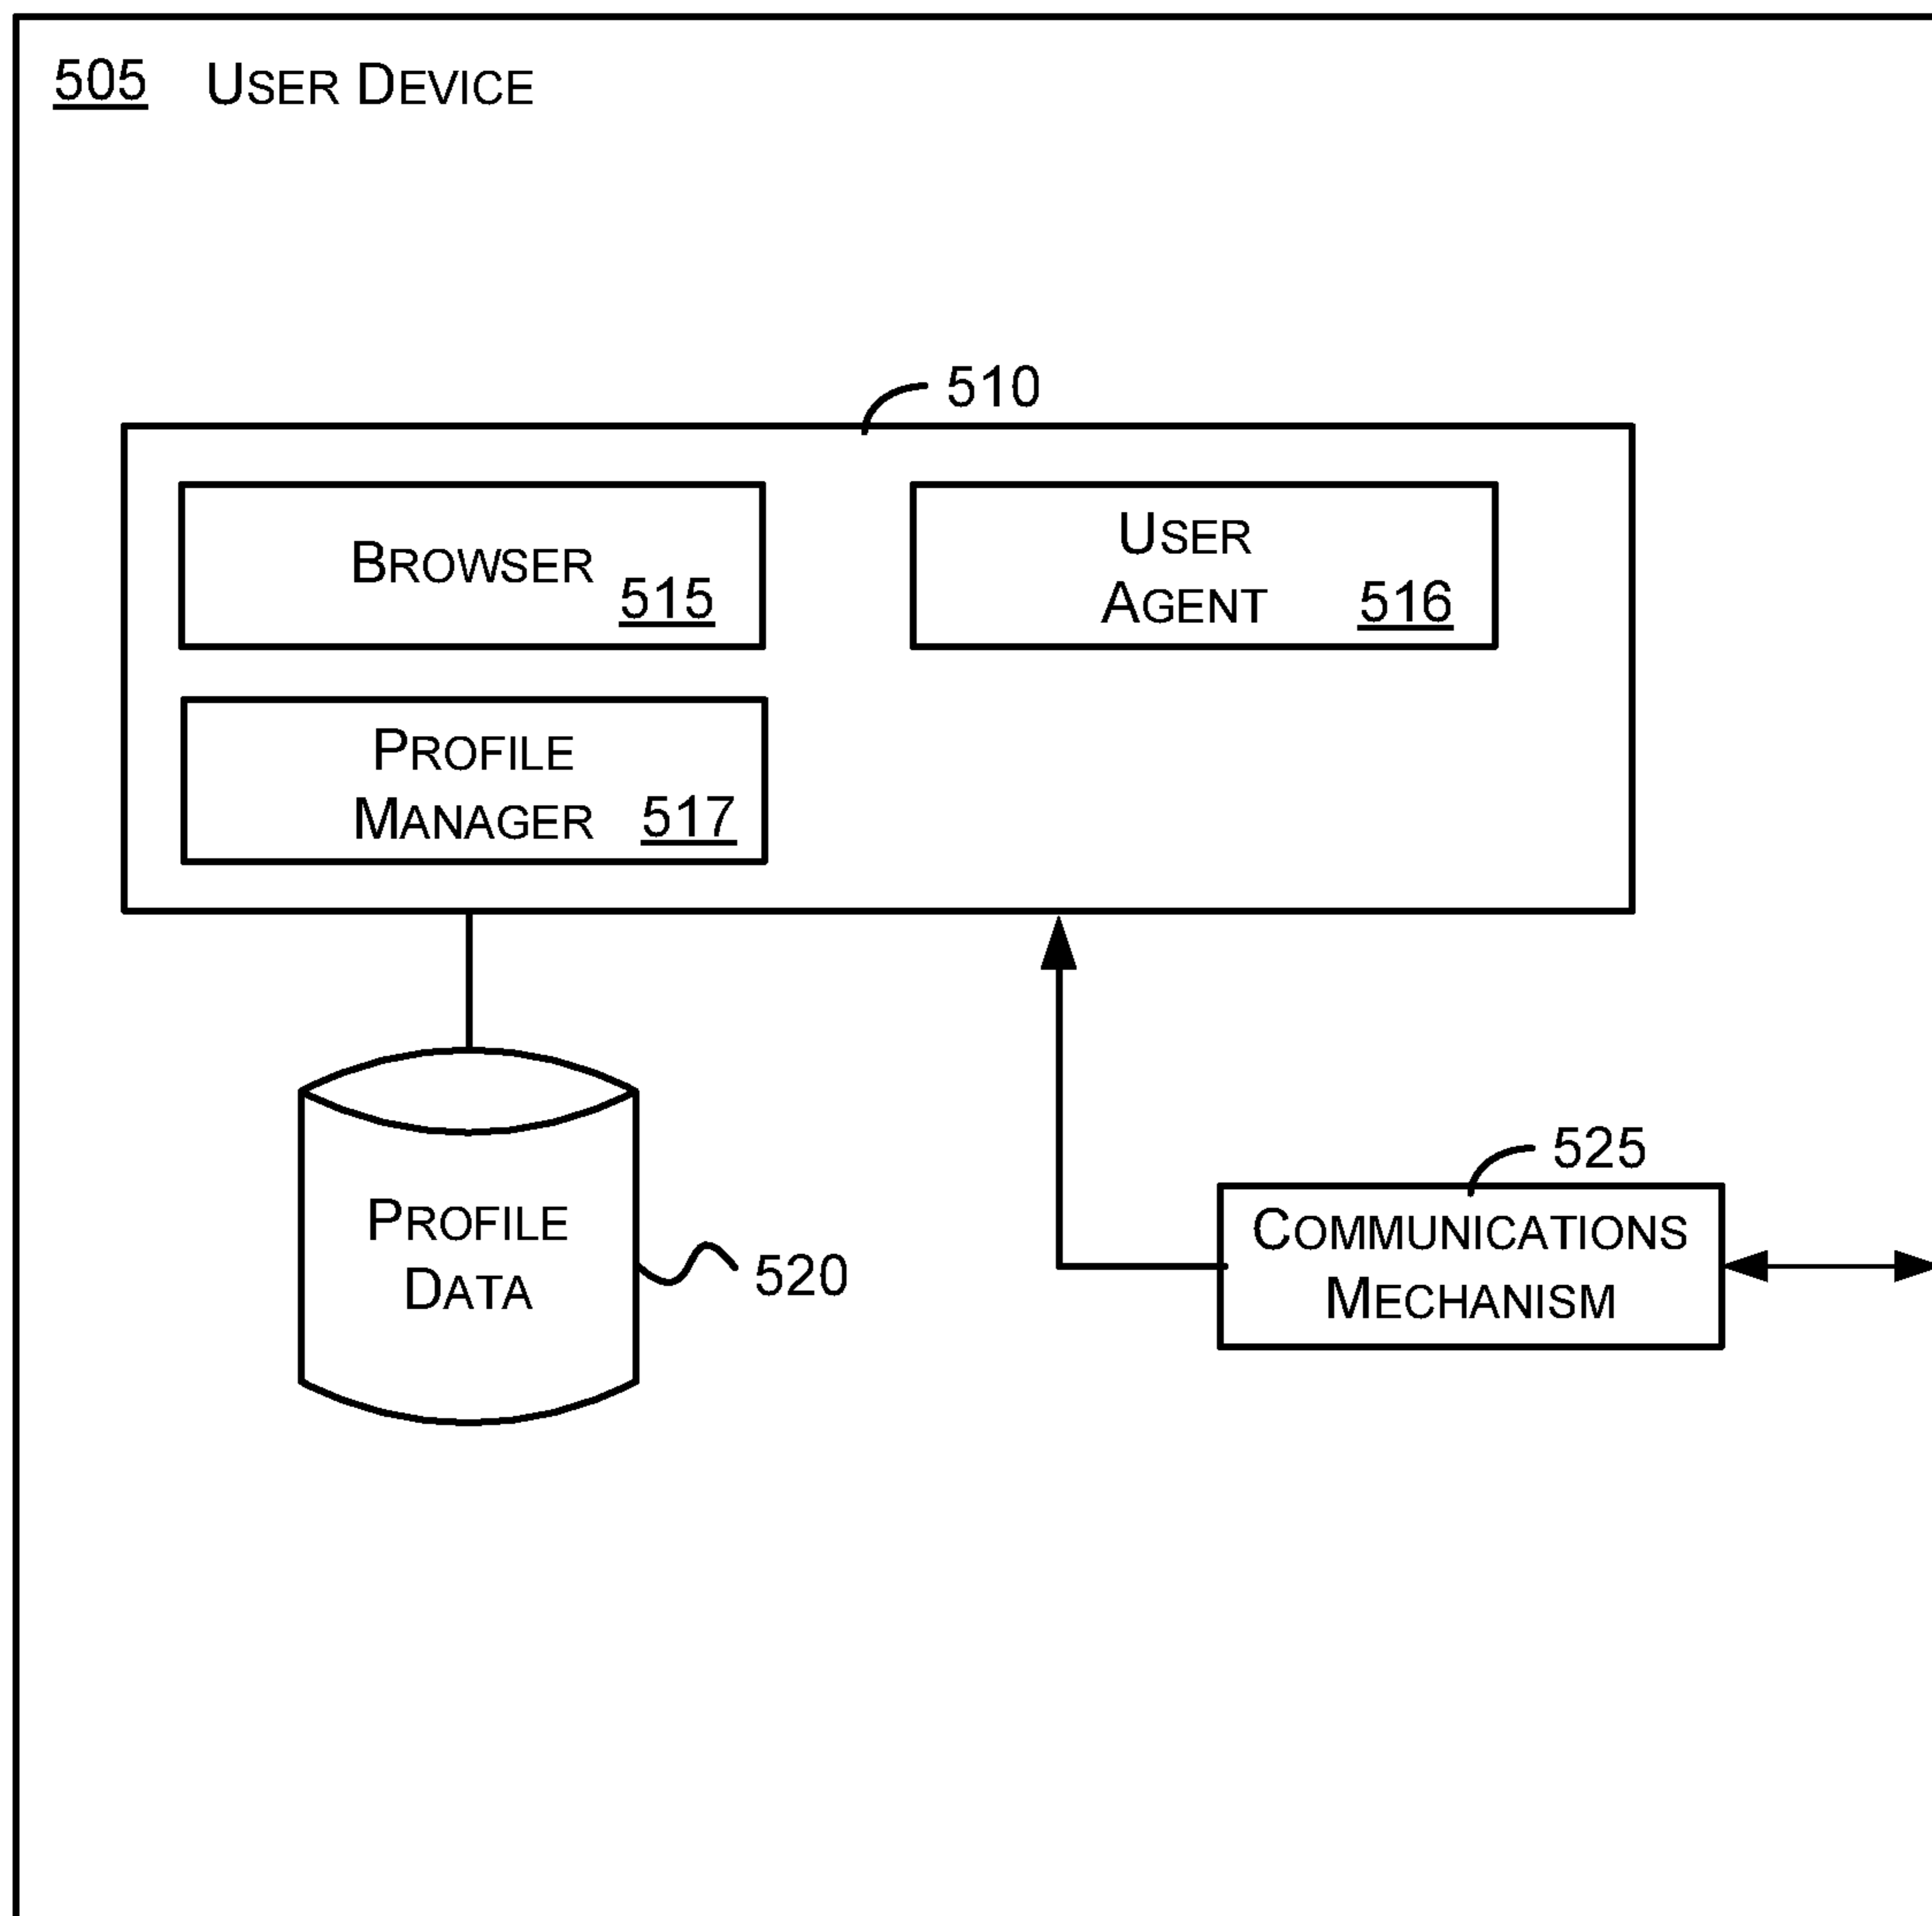 505 USER DEVICE
510
BROWSER 515
USER
AGENT 516
PROFILE
MANAGER 517
525
COMMUNICATIONS
MECHANISM
PROFILE
DATA
520